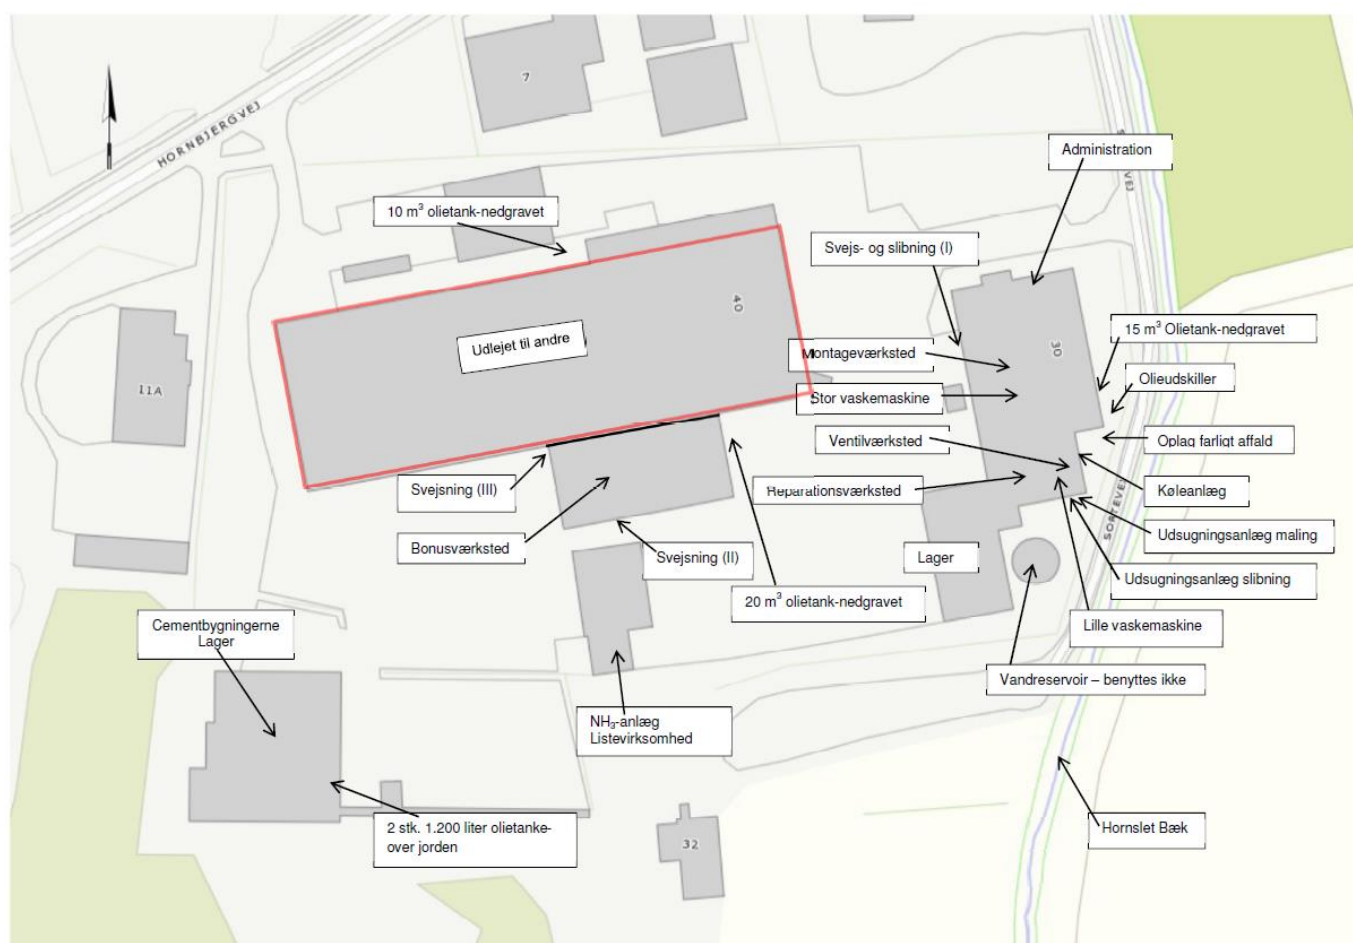 7
HORNBJERGVEJ
VEJ
Administration
10 m³ olietank-nedgravet
Svejs- og slibning (I)
40
15 m³ Olietank-nedgravet
Udlejet til andre
30
Montageværksted
11A
Olieudskiller
Stor vaskemaskine
Ventilværksted
Oplag farligt affald
Svejsning (III)
Reparationsværksted
Køleanlæg
SORTEVEJ
Udsugningsanlæg maling
Bonusværksted
Svejsning (II)
Lager
Udsugningsanlæg slibning
20 m³ olietank-nedgravet
Cementbygningerne
Lager
Lille vaskemaskine
Vandreservoir – benyttes ikke
NH₃-anlæg
Listevirksomhed
2 stk. 1.200 liter olietanke-
over jorden
32
Hornslet Bæk